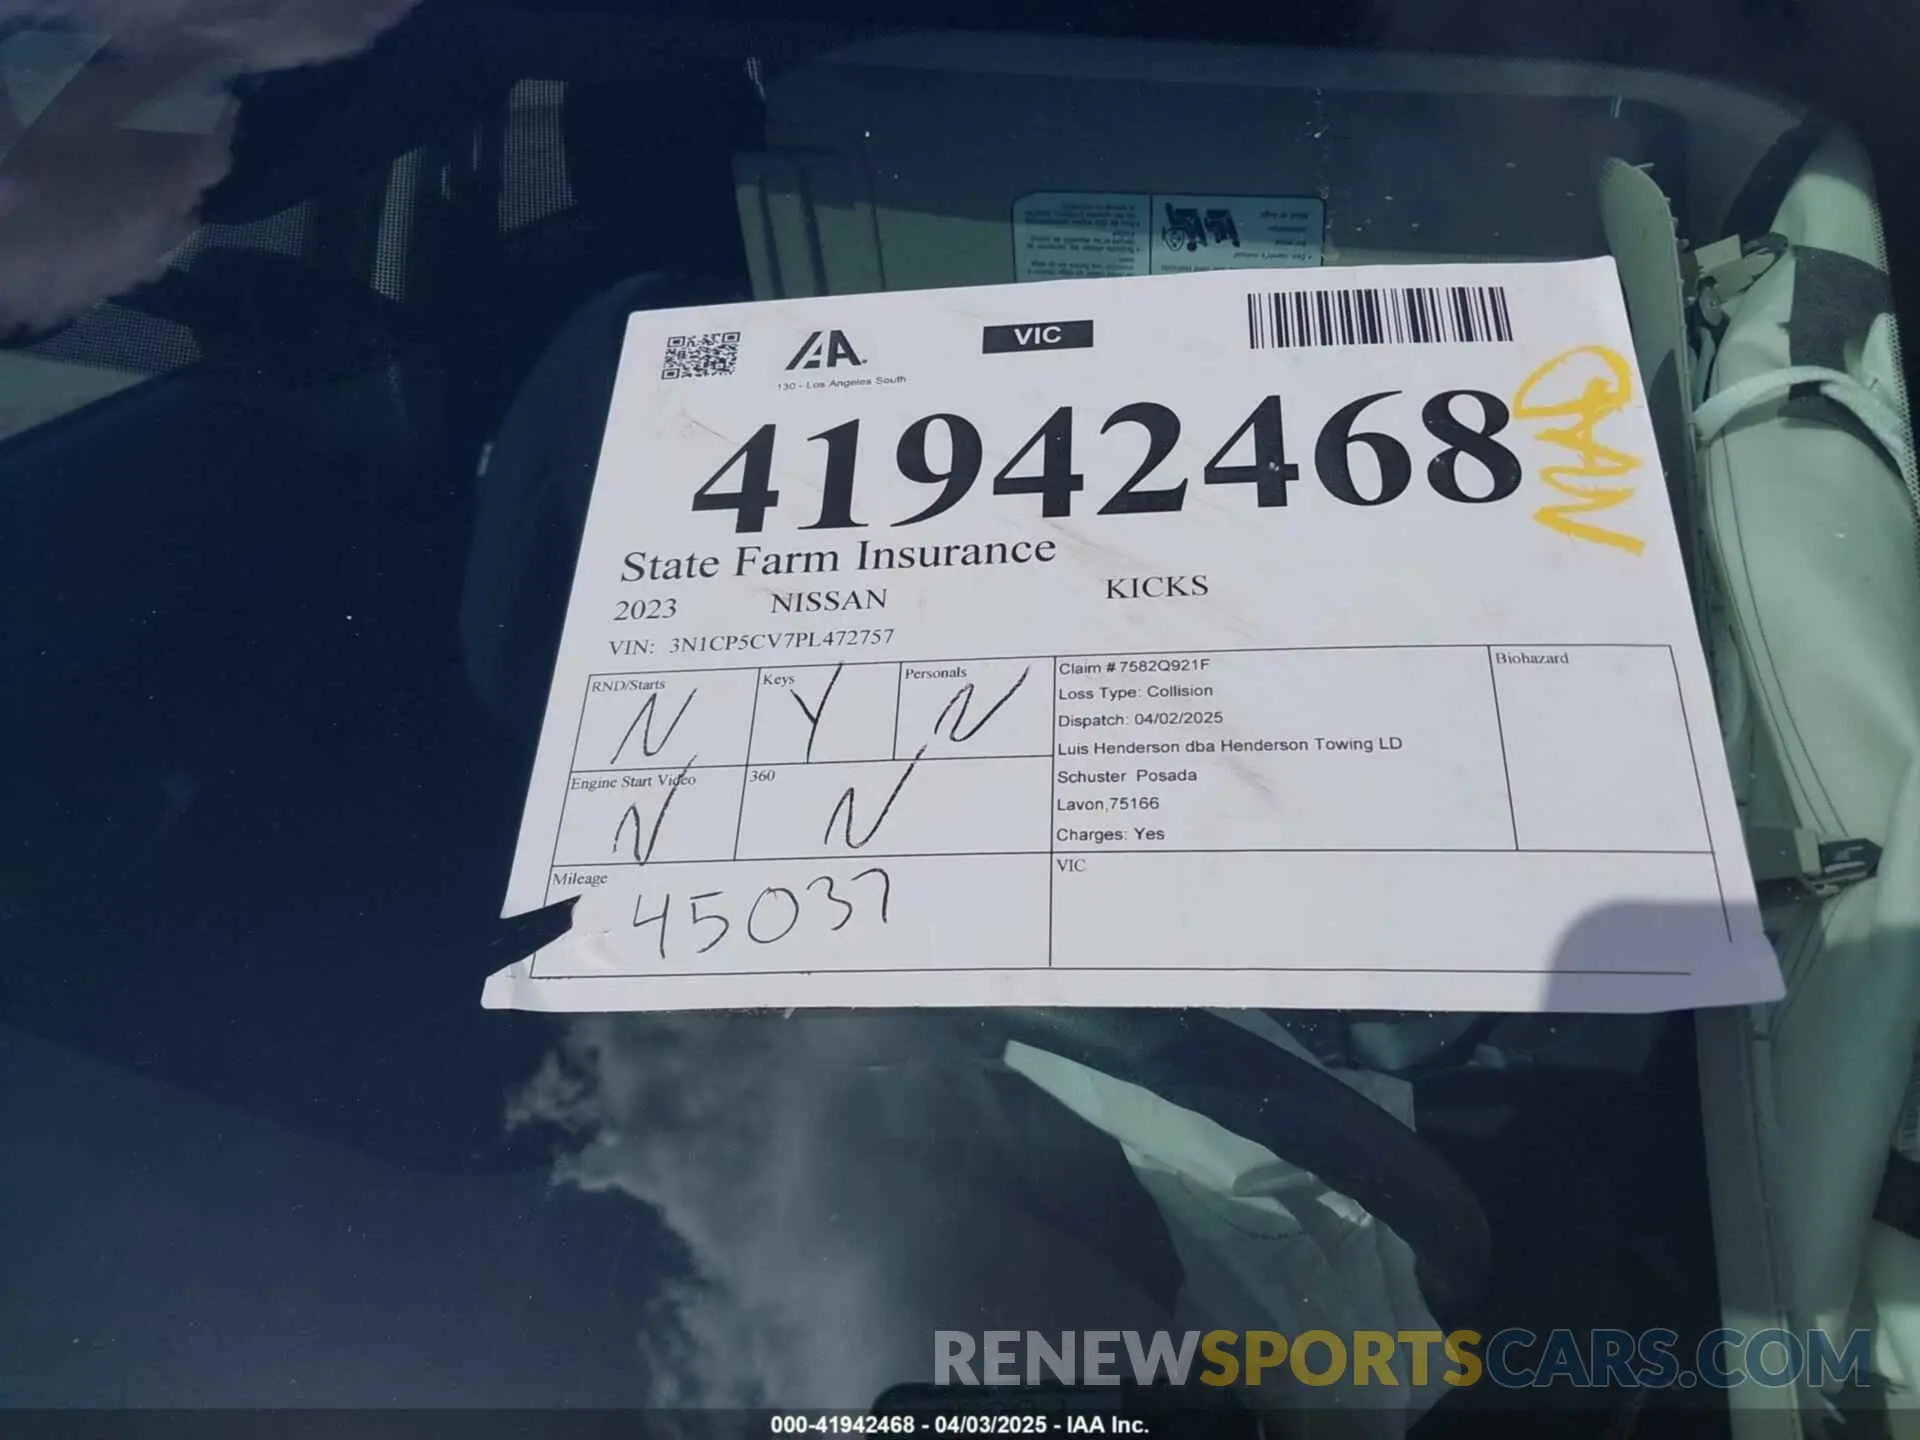 IAA.
130 - Los Angeles South
VIC
41942468
State Farm Insurance
2023 NISSAN KICKS
VIN: 3N1CP5CV7PL472757
RND/Starts N
Keys Y
Personals N
Engine Start Video N
360 N
Mileage 45037
Claim # 7582Q921F
Loss Type: Collision
Dispatch: 04/02/2025
Luis Henderson dba Henderson Towing LD
Schuster Posada
Lavon,75166
Charges: Yes
Biohazard
VIC
RENEWSPORTSCARS.COM
000-41942468 - 04/03/2025 - IAA Inc.